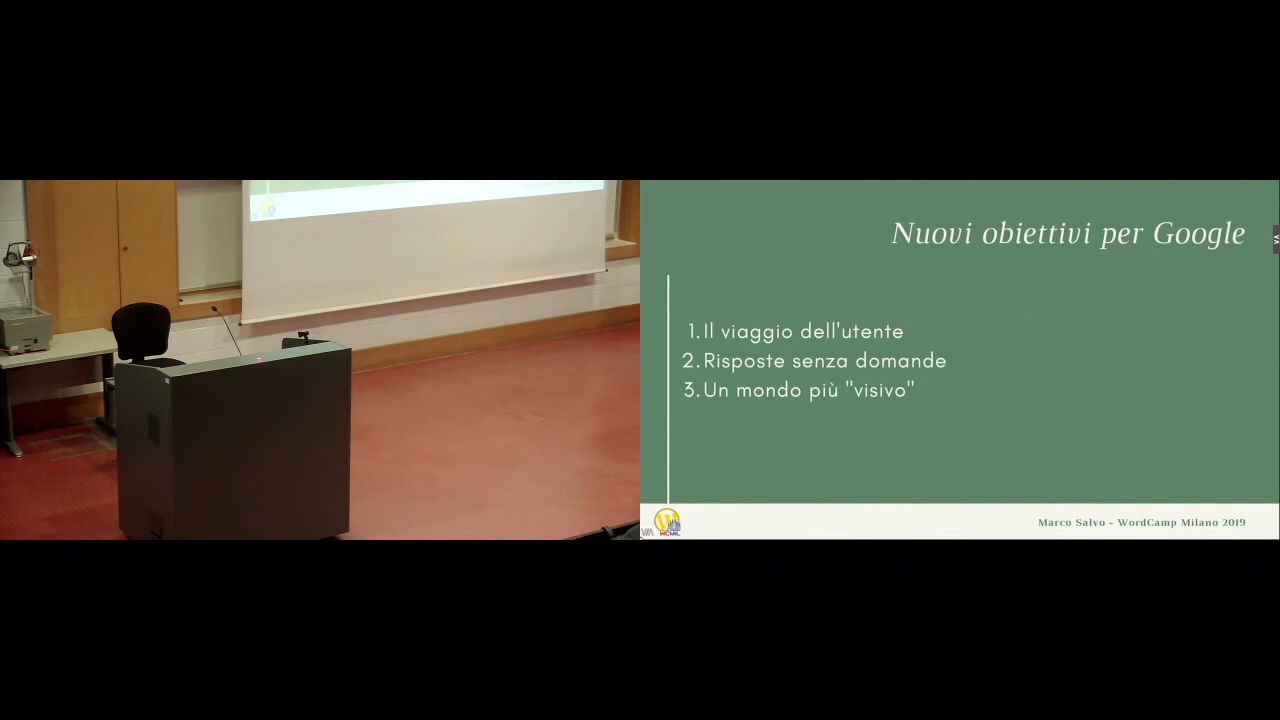 Nuovi obiettivi per Google
1. Il viaggio dell'utente
2. Risposte senza domande
3. Un mondo più "visivo"
WCMIL
Marco Salvo - WordCamp Milano 2019